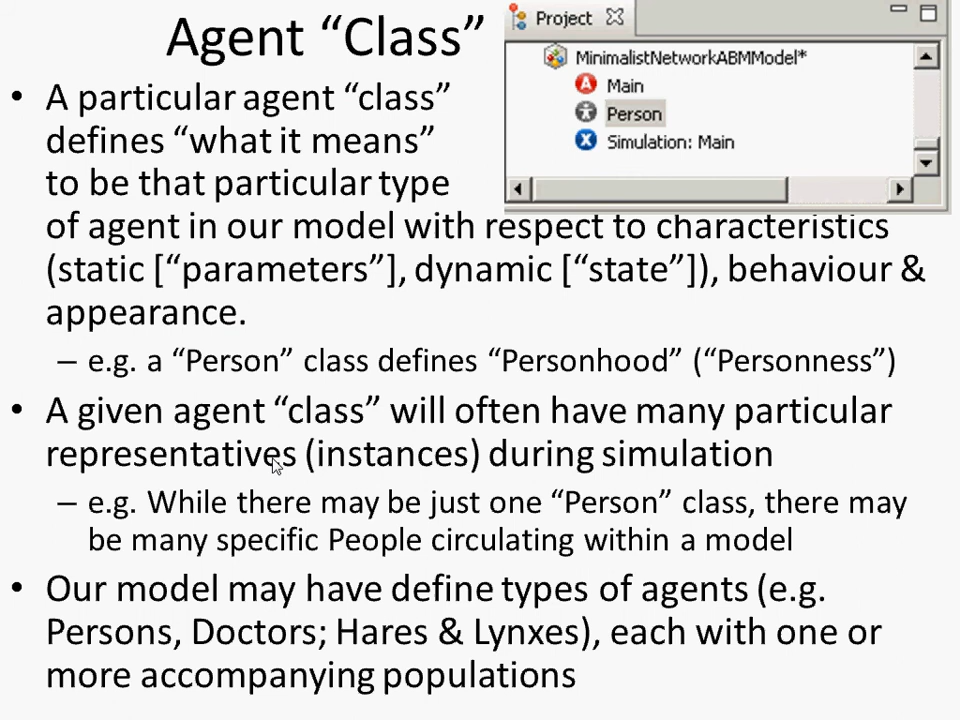 Agent “Class”
Project
MinimalistNetworkABMModel*
Main
Person
Simulation: Main
• A particular agent “class”
defines “what it means”
to be that particular type
of agent in our model with respect to characteristics
(static [“parameters”], dynamic [“state”]), behaviour &
appearance.
– e.g. a “Person” class defines “Personhood” (“Personness”)
• A given agent “class” will often have many particular
representatives (instances) during simulation
– e.g. While there may be just one “Person” class, there may
be many specific People circulating within a model
• Our model may have define types of agents (e.g.
Persons, Doctors; Hares & Lynxes), each with one or
more accompanying populations